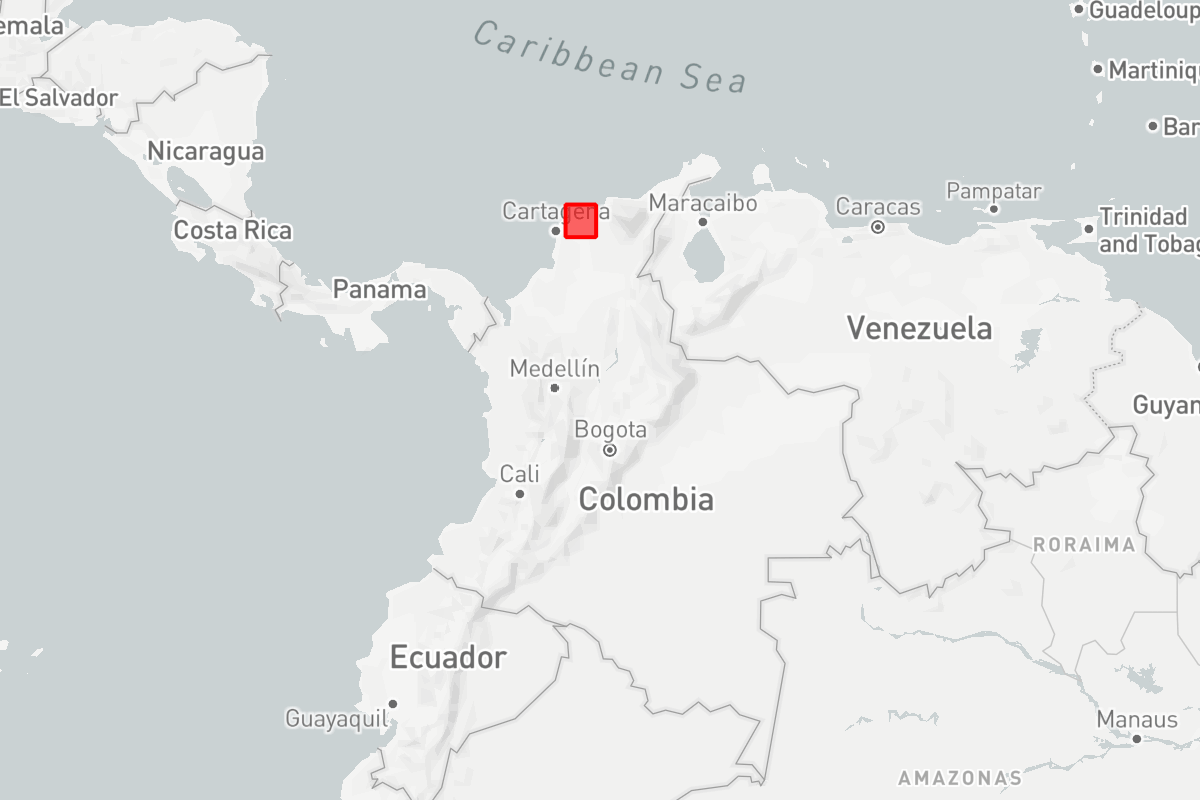 Guadeloup
emala
Caribbean Sea
Martiniqu
El Salvador
Bar
Nicaragua
Pampatar
Maracaibo
Caracas
Cartagena
Trinidad
and Tobag
Costa Rica
Panama
Venezuela
Medellín
Guyan
Bogota
Cali
Colombia
RORAIMA
Ecuador
Guayaquil
Manaus
AMAZONAS